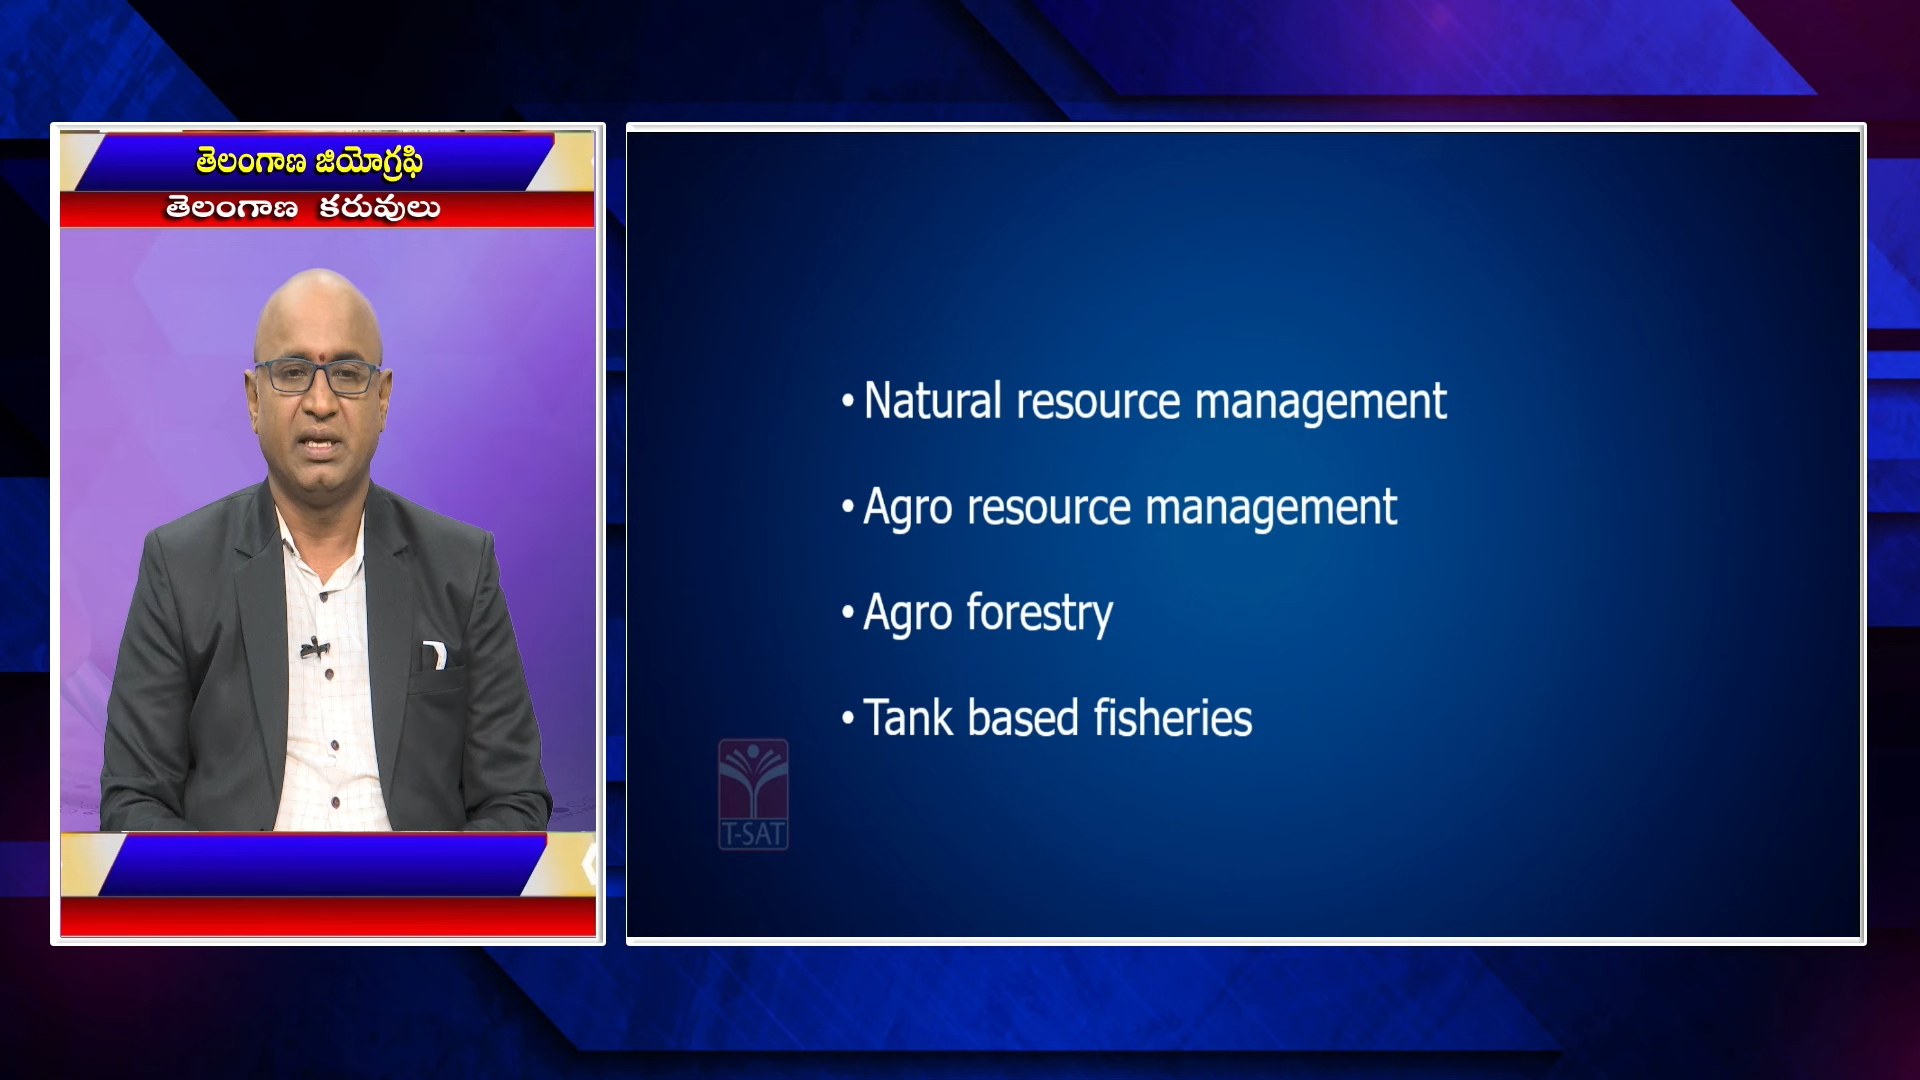 తెలంగాణ జియోగ్రఫి
తెలంగాణ కరువులు
• Natural resource management
• Agro resource management
• Agro forestry
• Tank based fisheries
T-SAT